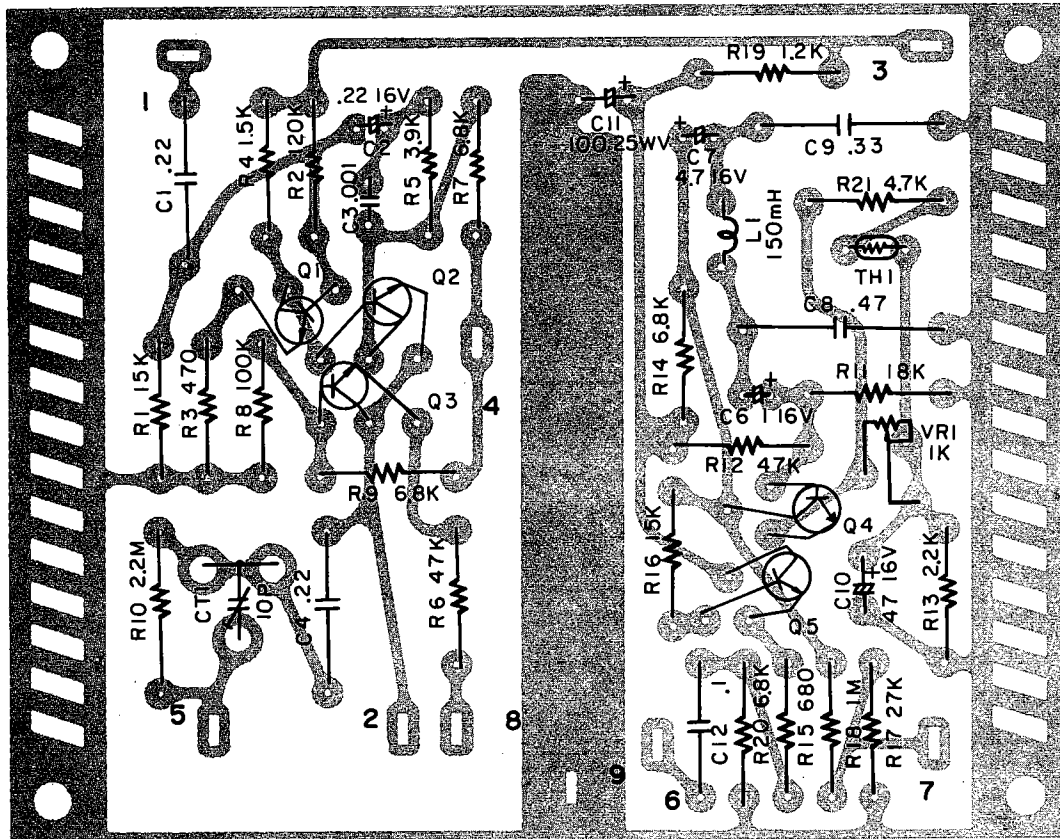 R19 1.2K
3
1
.22 16V
+
C2
+
C11
100.25WV
+
C7
4.7 16V
C9 .33
C1 .22
R4 1.5K
R2 120K
C3.001
R5 3.9K
R7 68K
R21 4.7K
L1
150mH
TH1
Q1
Q2
C8 .47
R14 6.8K
R1 15K
R3 470
R8 100K
Q3
4
R11 18K
+
C6 1 16V
VR1
1K
R12 47K
R9 6.8K
Q4
R16 15K
R10 2.2M
CT
10P
C4 .22
R6 47K
C10
+
47 16V
R13 2.2K
Q5
5
2
8
C12 .1
R20 6.8K
R15 680
R18 1M
R17 27K
9
6
7